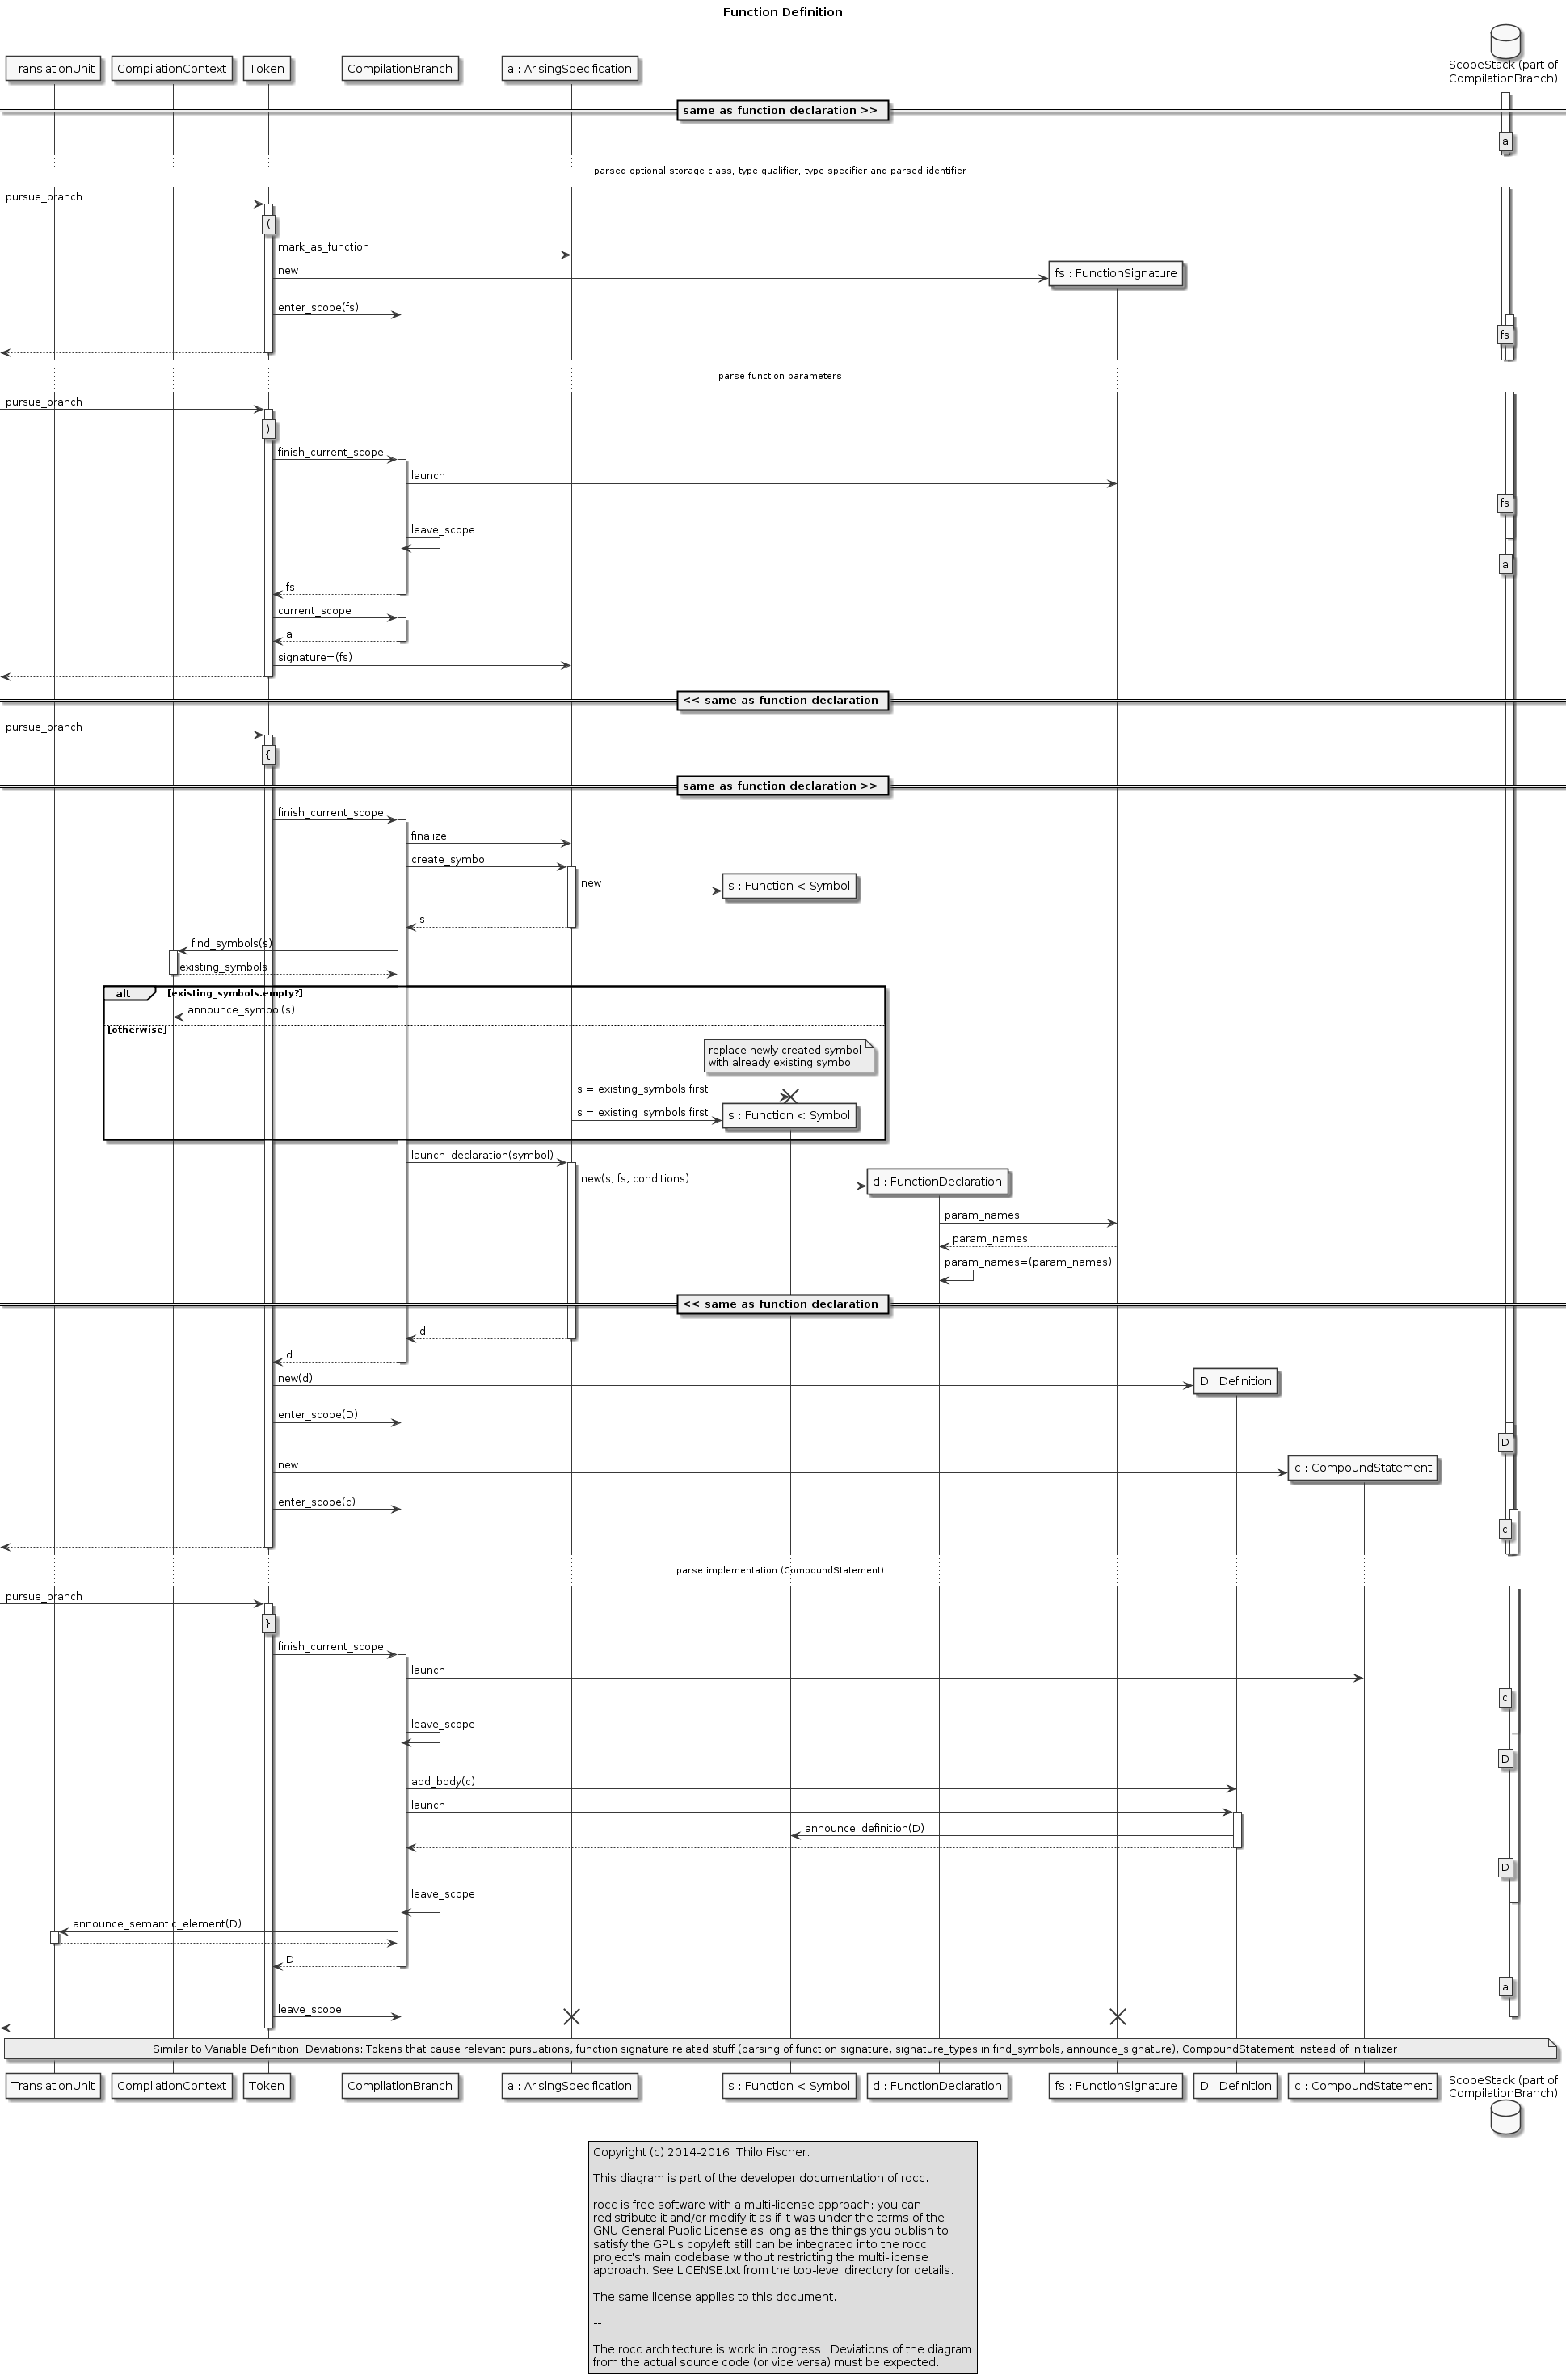 Function Definition
ScopeStack (part of
CompilationBranch)
TranslationUnit
CompilationContext
Token
CompilationBranch
a : ArisingSpecification
same as function declaration >>
a
parsed optional storage class, type qualifier, type specifier and parsed identifier
pursue_branch
(
mark_as_function
new
fs : FunctionSignature
enter_scope(fs)
fs
parse function parameters
pursue_branch
)
finish_current_scope
launch
fs
leave_scope
a
fs
current_scope
a
signature=(fs)
<< same as function declaration
pursue_branch
{
same as function declaration >>
finish_current_scope
finalize
create_symbol
new
s : Function < Symbol
s
find_symbols(s)
existing_symbols
alt
[existing_symbols.empty?]
announce_symbol(s)
[otherwise]
replace newly created symbol
with already existing symbol
s = existing_symbols.first
s = existing_symbols.first
s : Function < Symbol
launch_declaration(symbol)
new(s, fs, conditions)
d : FunctionDeclaration
param_names
param_names
param_names=(param_names)
<< same as function declaration
d
d
new(d)
D : Definition
enter_scope(D)
D
new
c : CompoundStatement
enter_scope(c)
c
parse implementation (CompoundStatement)
pursue_branch
}
finish_current_scope
launch
c
leave_scope
D
add_body(c)
launch
announce_definition(D)
D
leave_scope
announce_semantic_element(D)
D
a
leave_scope
Similar to Variable Definition. Deviations: Tokens that cause relevant pursuations, function signature related stuff (parsing of function signature, signature_types in find_symbols, announce_signature), CompoundStatement instead of Initializer
TranslationUnit
CompilationContext
Token
CompilationBranch
a : ArisingSpecification
s : Function < Symbol
d : FunctionDeclaration
fs : FunctionSignature
D : Definition
c : CompoundStatement
ScopeStack (part of
CompilationBranch)
Copyright (c) 2014-2016  Thilo Fischer.
This diagram is part of the developer documentation of rocc.
rocc is free software with a multi-license approach: you can
redistribute it and/or modify it as if it was under the terms of the
GNU General Public License as long as the things you publish to
satisfy the GPL's copyleft still can be integrated into the rocc
project's main codebase without restricting the multi-license
approach. See LICENSE.txt from the top-level directory for details.
The same license applies to this document.
--
The rocc architecture is work in progress.  Deviations of the diagram
from the actual source code (or vice versa) must be expected.